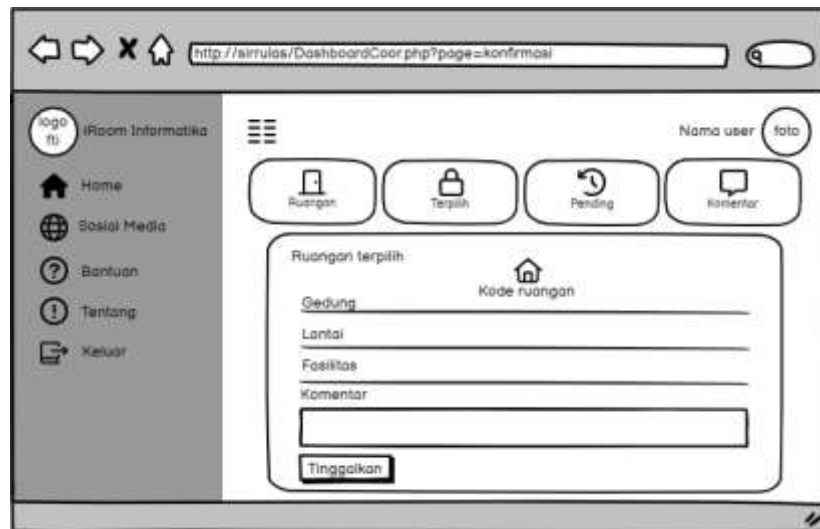 http://sirrulas/DashboardCoor.php?page=konfirmasi
logo
fti
iRoom Informatika
Home
Sosial Media
Bantuan
Tentang
Keluar
Nama user
foto
Ruangan
Terpilih
Pending
Komentar
Ruangan terpilih
Kode ruangan
Gedung
Lantai
Fasilitas
Komentar
Tinggalkan